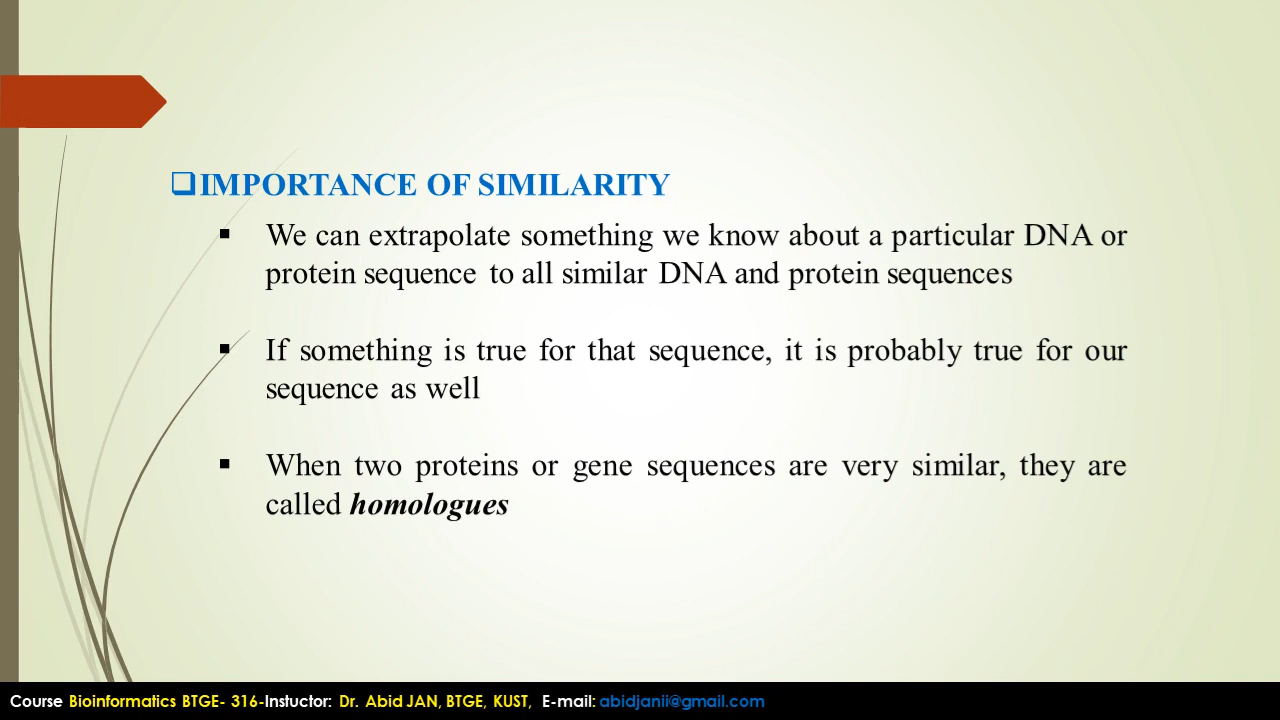 ❑IMPORTANCE OF SIMILARITY
▪ We can extrapolate something we know about a particular DNA or
protein sequence to all similar DNA and protein sequences
▪ If something is true for that sequence, it is probably true for our
sequence as well
▪ When two proteins or gene sequences are very similar, they are
called homologues
Course Bioinformatics BTGE- 316-Instuctor: Dr. Abid JAN, BTGE, KUST, E-mail: abidjanii@gmail.com